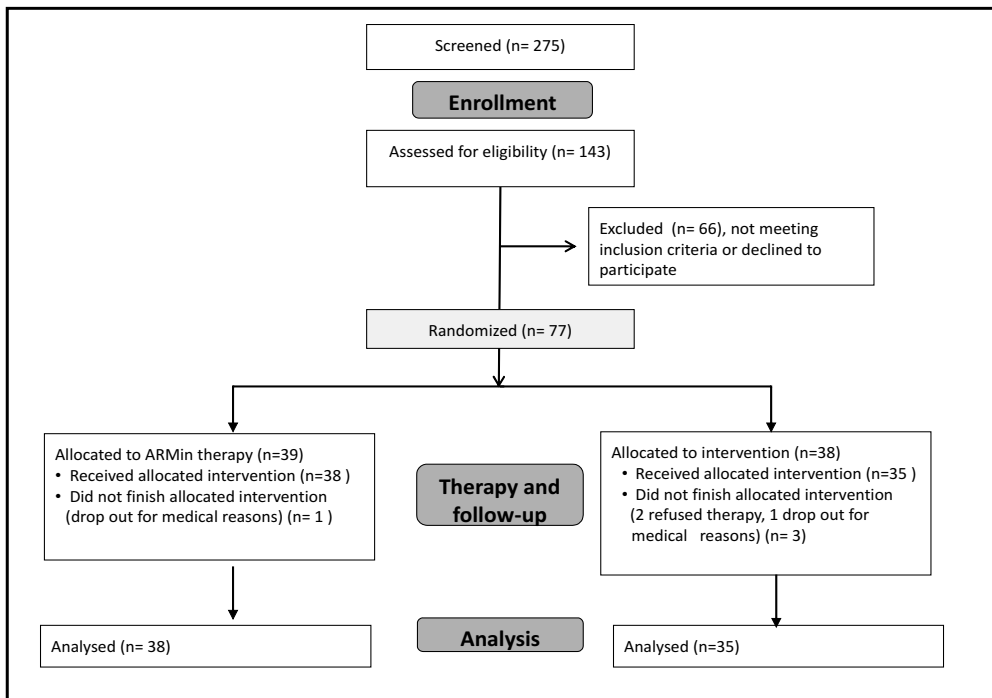 Screened (n= 275)
Enrollment
Assessed for eligibility (n= 143)
Excluded (n= 66), not meeting
inclusion criteria or declined to
participate
Randomized (n= 77)
Allocated to ARMin therapy (n=39)
• Received allocated intervention (n=38 )
• Did not finish allocated intervention
(drop out for medical reasons) (n= 1 )
Therapy and
follow-up
Allocated to intervention (n=38)
• Received allocated intervention (n=35 )
• Did not finish allocated intervention
(2 refused therapy, 1 drop out for
medical reasons) (n= 3)
Analysed (n= 38)
Analysis
Analysed (n=35)